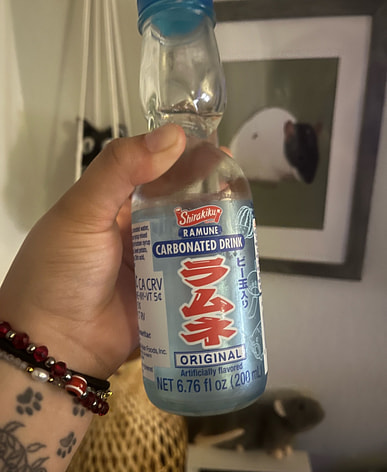 Shirakiku
RAMUNE
CARBONATED DRINK
ラムネ
ビー玉入り
ORIGINAL
Artificially flavored
NET 6.76 fl oz (200 mL)
CA CRV